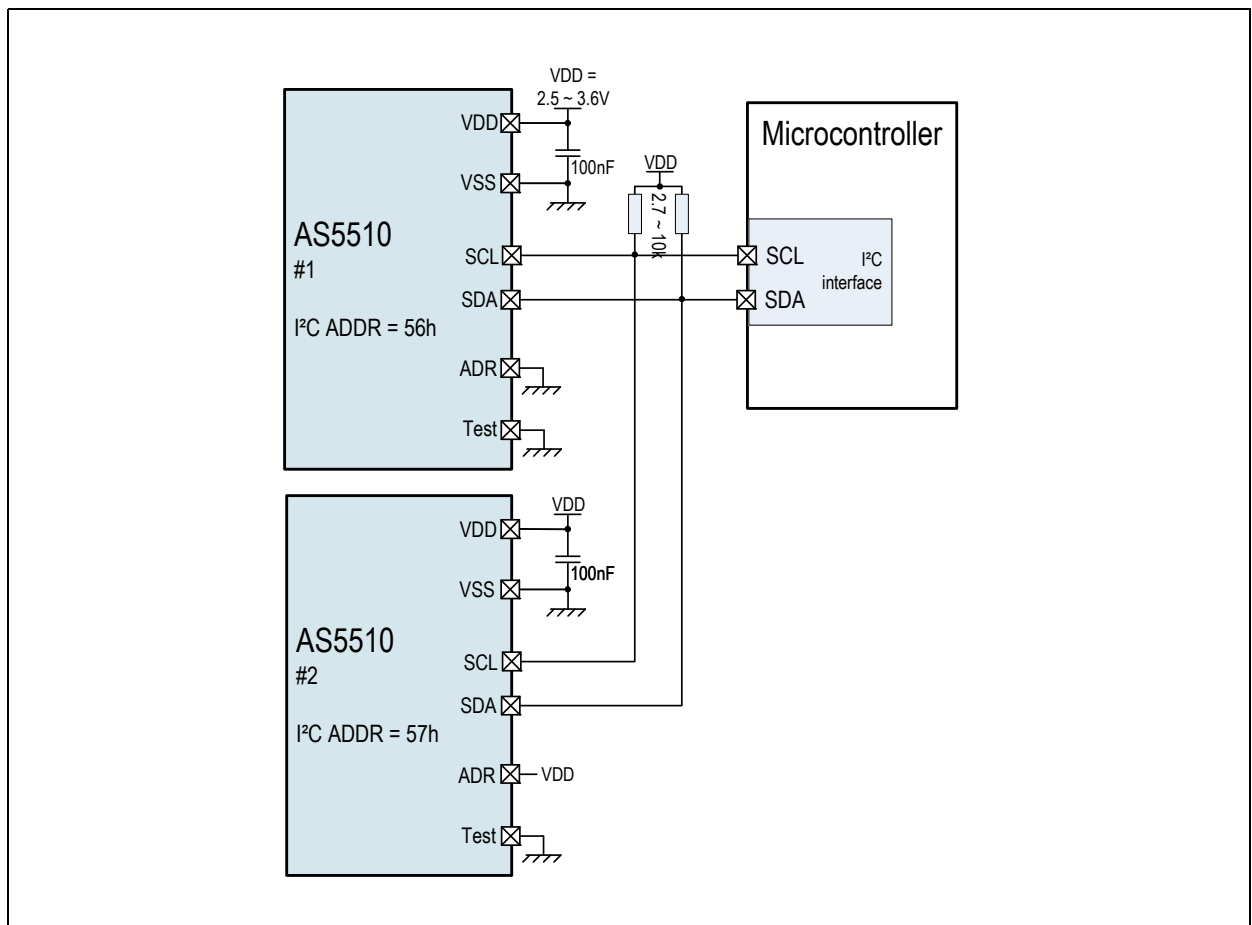 VDD =
2.5 ~ 3.6V
VDD
100nF
VSS
AS5510
#1
SCL
SDA
I²C ADDR = 56h
ADR
Test
VDD
2.7 ~ 10k
Microcontroller
SCL
I²C
interface
SDA
VDD
VDD
100nF
VSS
AS5510
#2
SCL
SDA
I²C ADDR = 57h
ADR
VDD
Test